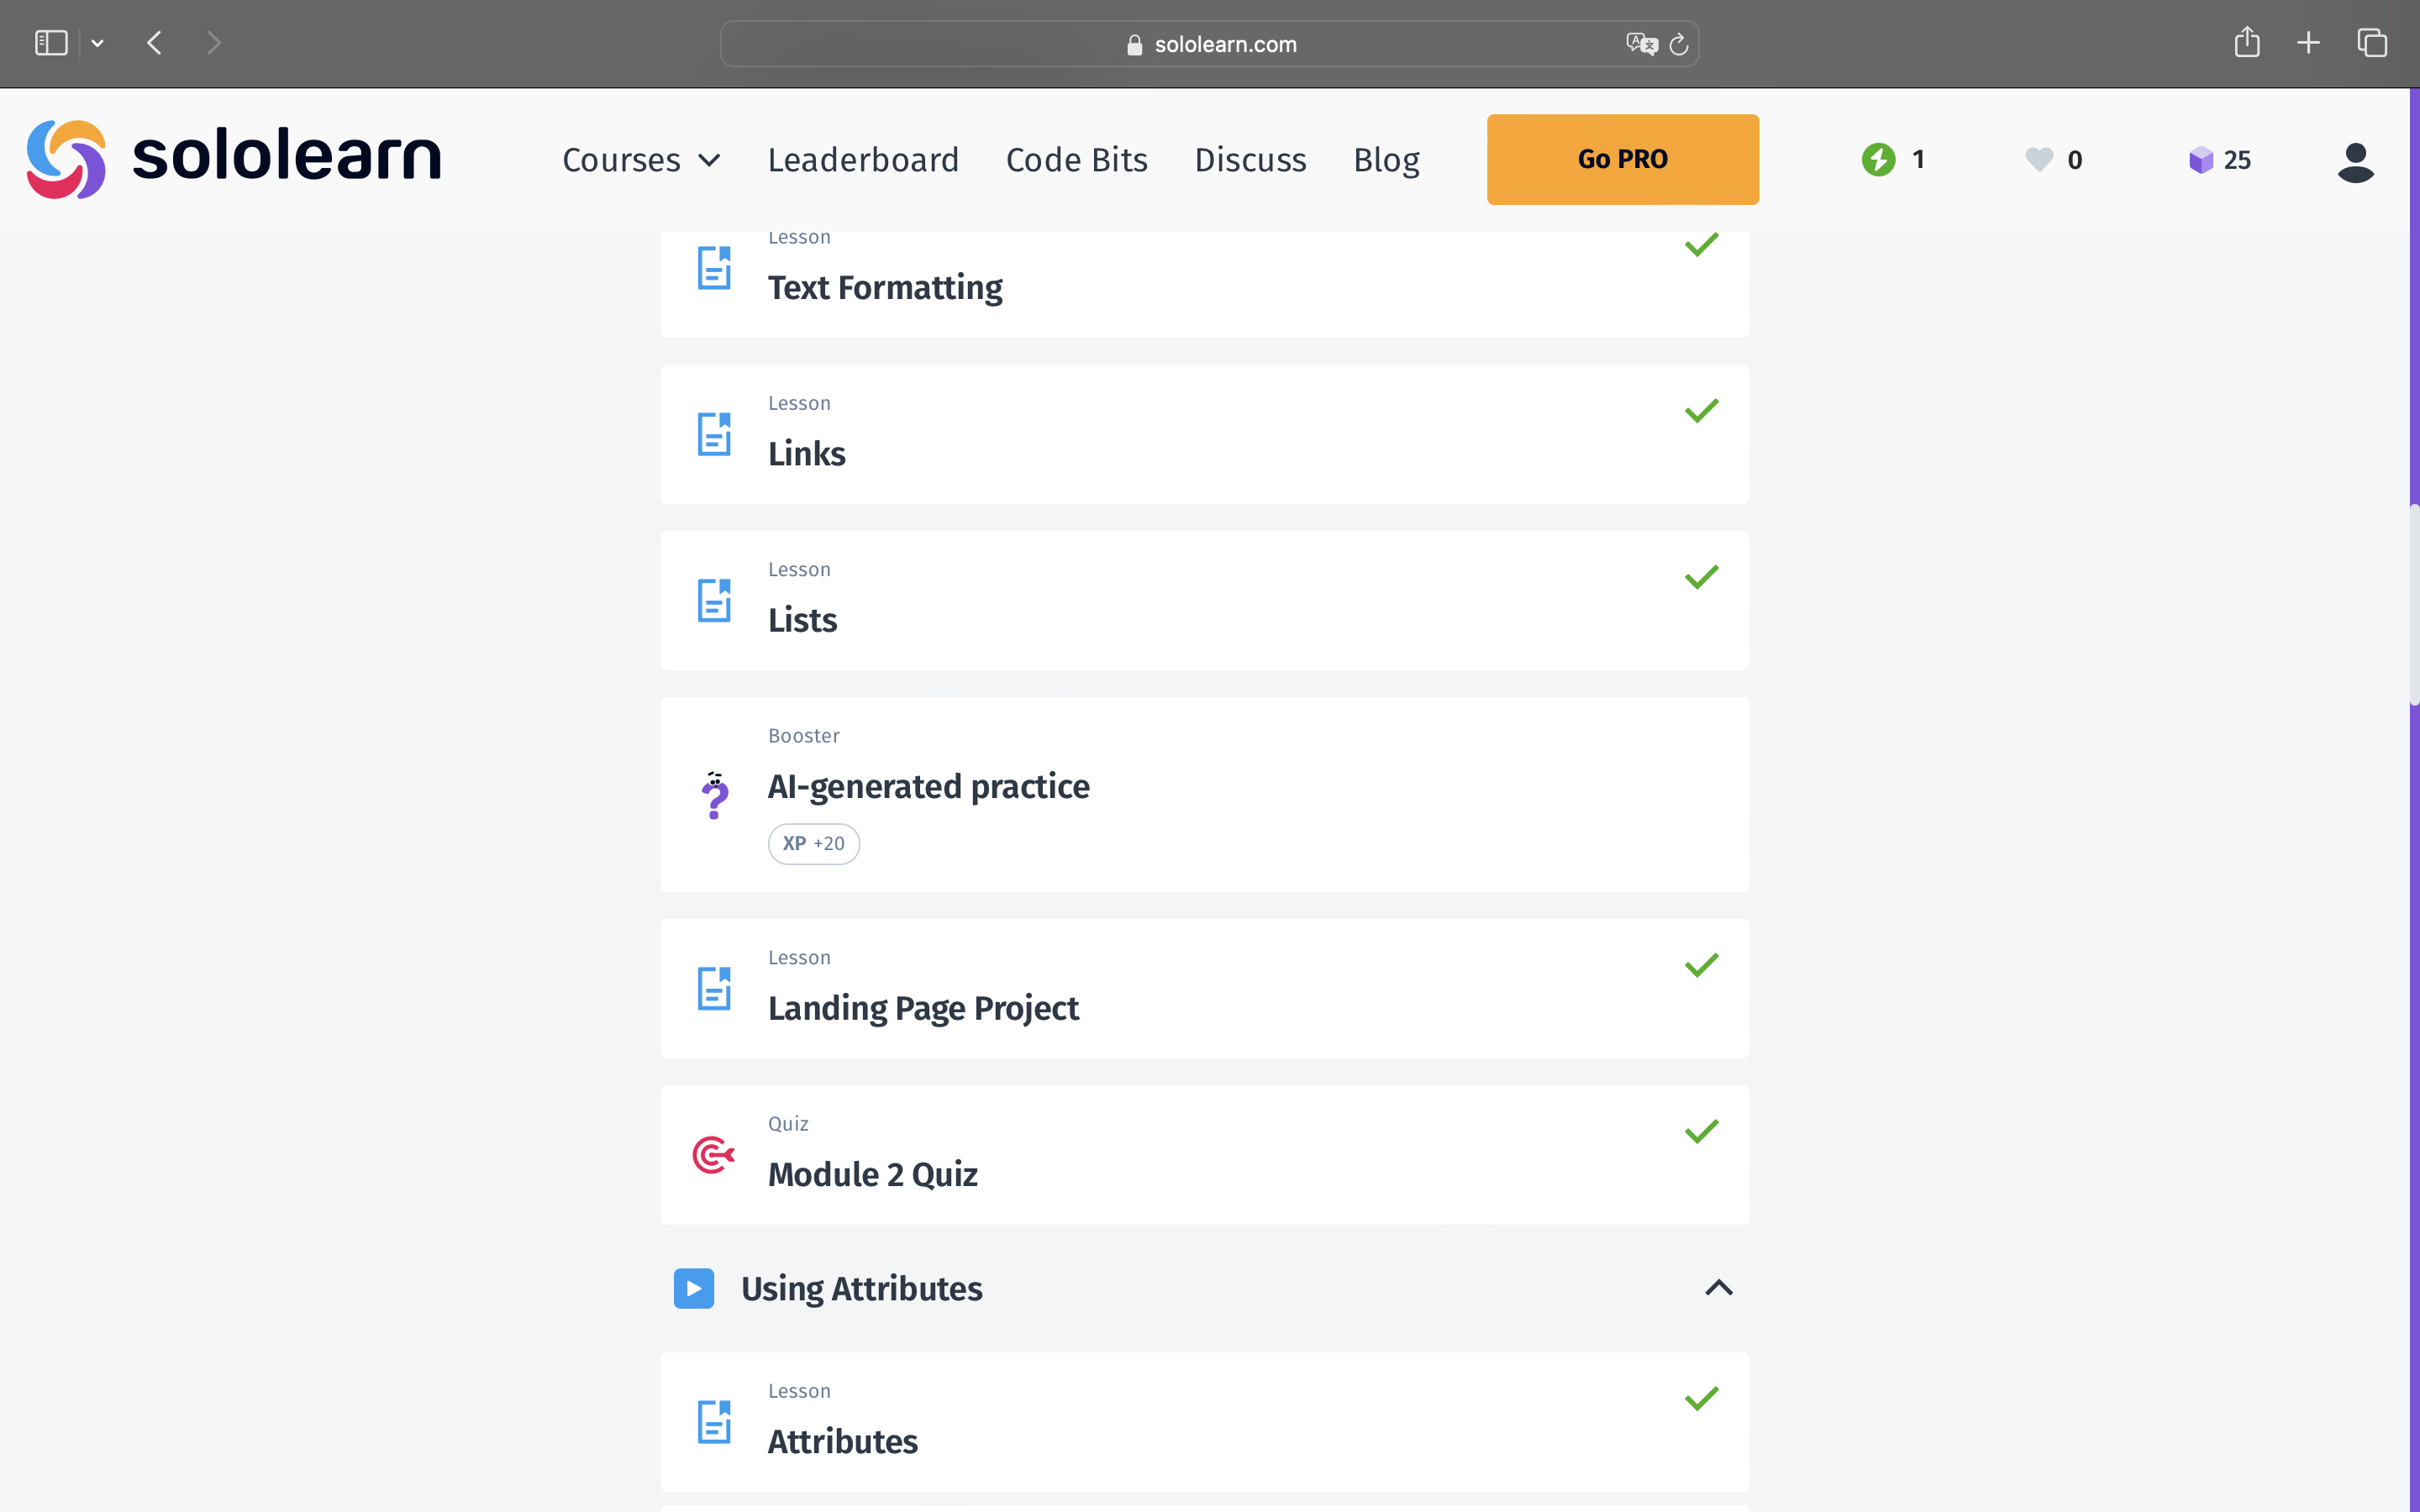 sololearn.com
sololearn
Courses
Leaderboard
Code Bits
Discuss
Blog
Go PRO
1
0
25
Lesson
Text Formatting
Lesson
Links
Lesson
Lists
Booster
AI-generated practice
XP +20
Lesson
Landing Page Project
Quiz
Module 2 Quiz
Using Attributes
Lesson
Attributes